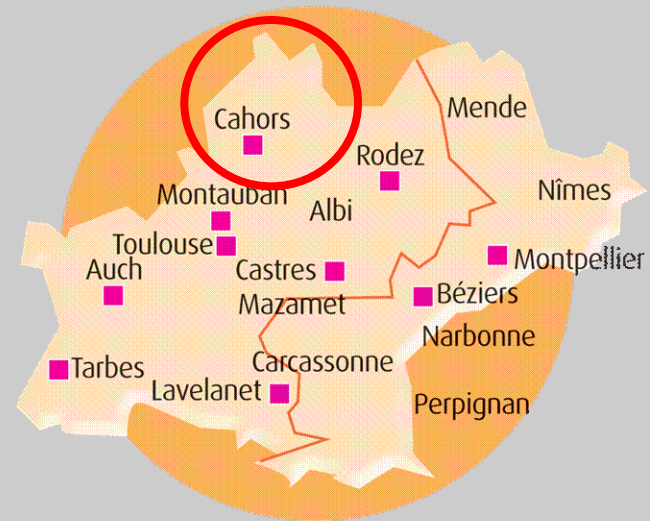 Cahors
Mende
Rodez
Montauban
Albi
Nîmes
Toulouse
Montpellier
Auch
Castres
Béziers
Mazamet
Narbonne
Carcassonne
Tarbes
Lavelanet
Perpignan